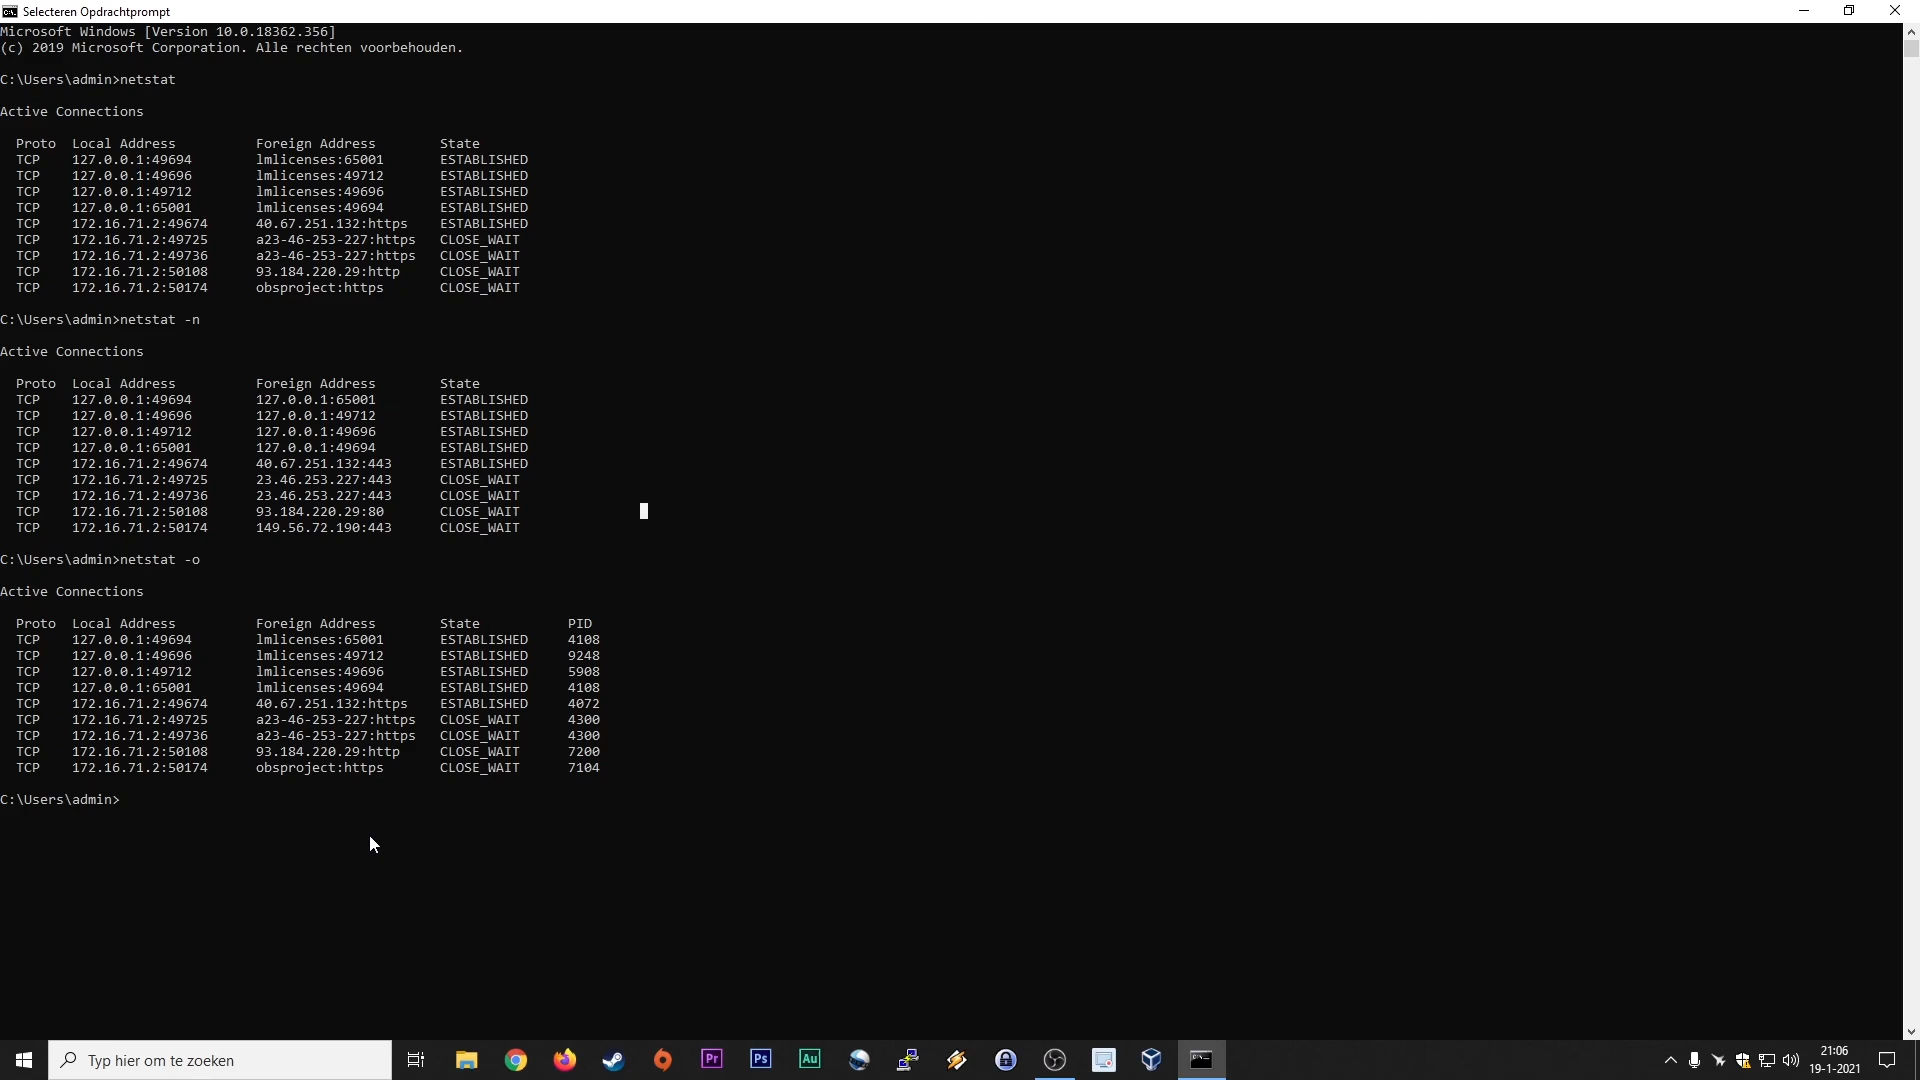 Selecteren Opdrachtprompt
Microsoft Windows [Version 10.0.18362.356]
(c) 2019 Microsoft Corporation. Alle rechten voorbehouden.
C:\Users\admin>netstat
Active Connections
Proto  Local Address          Foreign Address        State
TCP    127.0.0.1:49694        lmlicenses:65001       ESTABLISHED
TCP    127.0.0.1:49696        lmlicenses:49712       ESTABLISHED
TCP    127.0.0.1:49712        lmlicenses:49696       ESTABLISHED
TCP    127.0.0.1:65001        lmlicenses:49694       ESTABLISHED
TCP    172.16.71.2:49674      40.67.251.132:https    ESTABLISHED
TCP    172.16.71.2:49725      a23-46-253-227:https   CLOSE_WAIT
TCP    172.16.71.2:49736      a23-46-253-227:https   CLOSE_WAIT
TCP    172.16.71.2:50108      93.184.220.29:http     CLOSE_WAIT
TCP    172.16.71.2:50174      obsproject:https       CLOSE_WAIT
C:\Users\admin>netstat -n
Active Connections
Proto  Local Address          Foreign Address        State
TCP    127.0.0.1:49694        127.0.0.1:65001        ESTABLISHED
TCP    127.0.0.1:49696        127.0.0.1:49712        ESTABLISHED
TCP    127.0.0.1:49712        127.0.0.1:49696        ESTABLISHED
TCP    127.0.0.1:65001        127.0.0.1:49694        ESTABLISHED
TCP    172.16.71.2:49674      40.67.251.132:443      ESTABLISHED
TCP    172.16.71.2:49725      23.46.253.227:443      CLOSE_WAIT
TCP    172.16.71.2:49736      23.46.253.227:443      CLOSE_WAIT
TCP    172.16.71.2:50108      93.184.220.29:80       CLOSE_WAIT
TCP    172.16.71.2:50174      149.56.72.190:443      CLOSE_WAIT
C:\Users\admin>netstat -o
Active Connections
Proto  Local Address          Foreign Address        State           PID
TCP    127.0.0.1:49694        lmlicenses:65001       ESTABLISHED     4108
TCP    127.0.0.1:49696        lmlicenses:49712       ESTABLISHED     9248
TCP    127.0.0.1:49712        lmlicenses:49696       ESTABLISHED     5908
TCP    127.0.0.1:65001        lmlicenses:49694       ESTABLISHED     4108
TCP    172.16.71.2:49674      40.67.251.132:https    ESTABLISHED     4072
TCP    172.16.71.2:49725      a23-46-253-227:https   CLOSE_WAIT      4300
TCP    172.16.71.2:49736      a23-46-253-227:https   CLOSE_WAIT      4300
TCP    172.16.71.2:50108      93.184.220.29:http     CLOSE_WAIT      7200
TCP    172.16.71.2:50174      obsproject:https       CLOSE_WAIT      7104
C:\Users\admin>
Typ hier om te zoeken
Pr
Ps
Au
21:06
19-1-2021